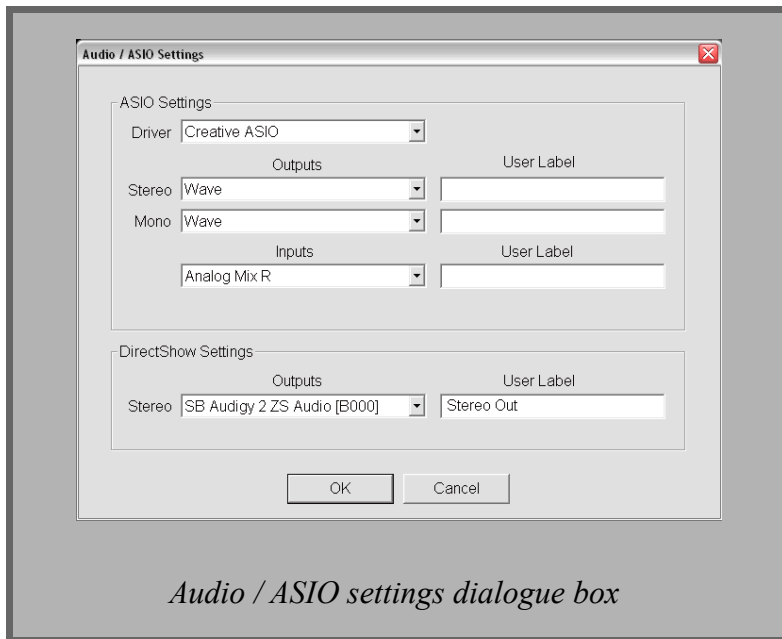 Audio / ASIO Settings
ASIO Settings
Driver Creative ASIO
Outputs User Label
Stereo Wave
Mono Wave
Inputs User Label
Analog Mix R
DirectShow Settings
Outputs User Label
Stereo SB Audigy 2 ZS Audio [B000] Stereo Out
OK Cancel
Audio / ASIO settings dialogue box